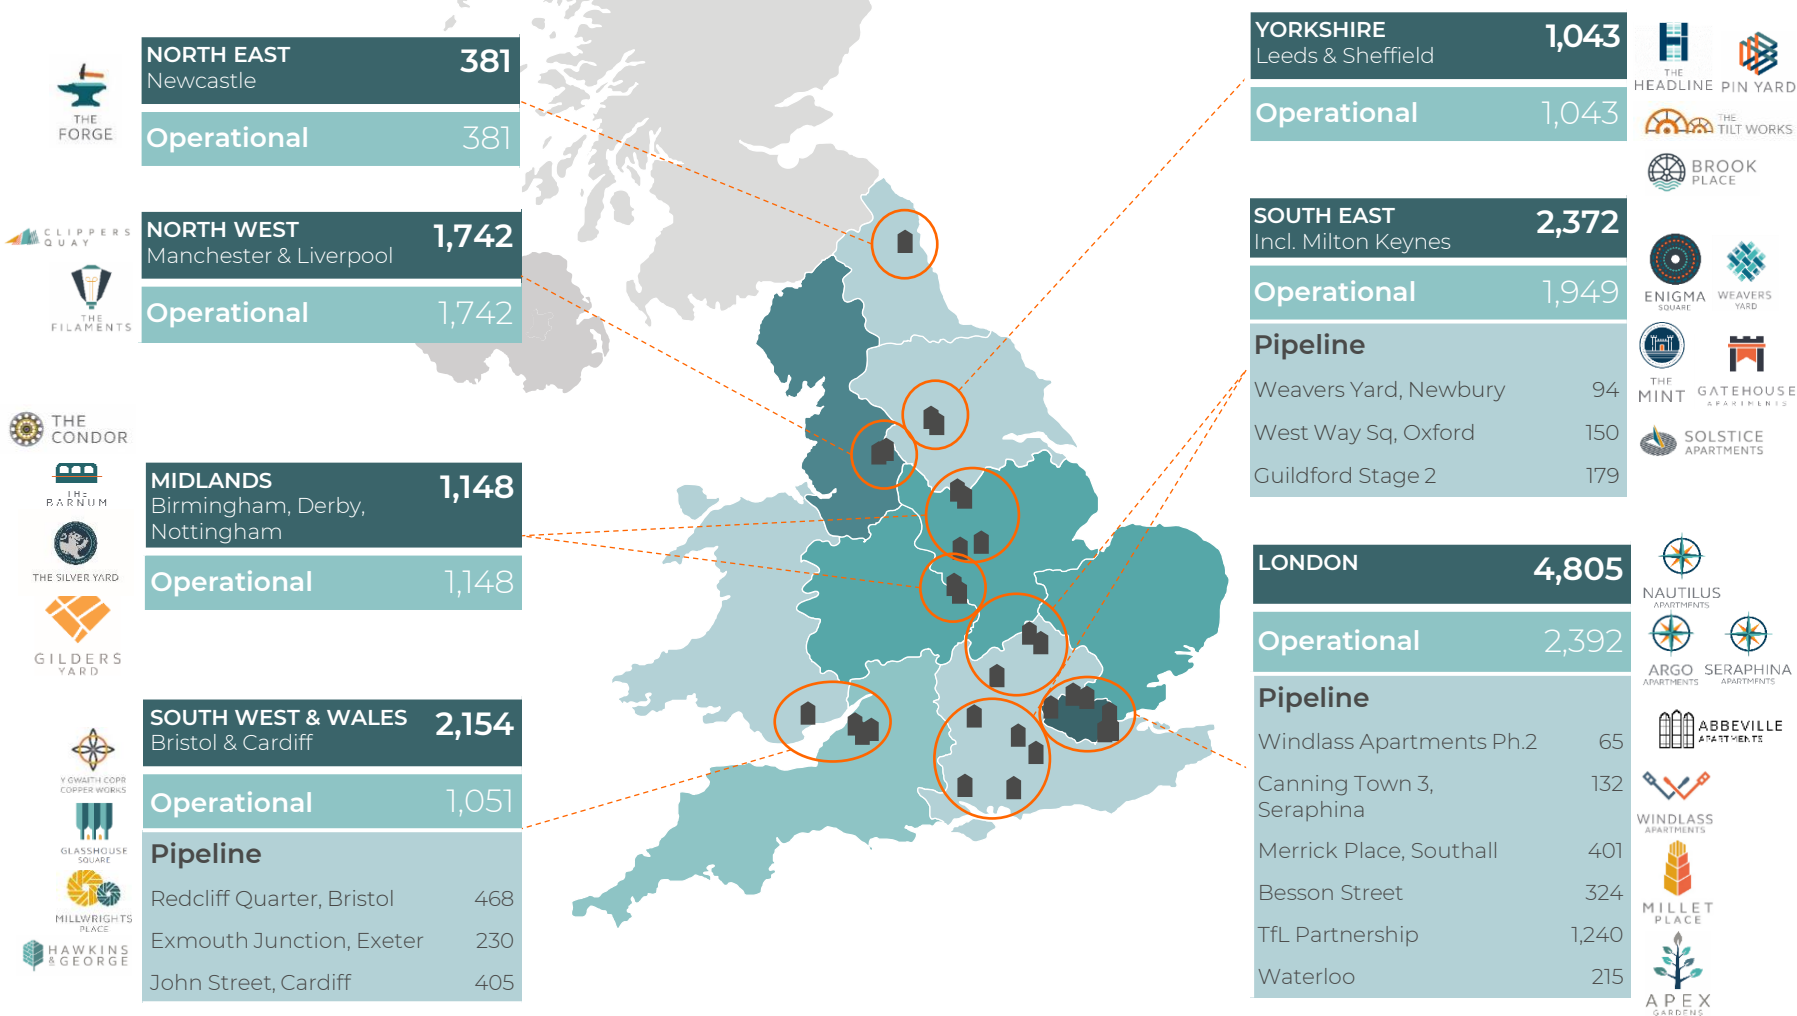 THE
FORGE
NORTH EAST 381
Newcastle
Operational 381
CLIPPERS
QUAY
THE
FILAMENTS
NORTH WEST 1,742
Manchester & Liverpool
Operational 1,742
THE
CONDOR
THE
BARNUM
THE SILVER YARD
GILDERS
YARD
MIDLANDS 1,148
Birmingham, Derby,
Nottingham
Operational 1,148
Y GWAITH COPR
COPPER WORKS
GLASSHOUSE
SQUARE
MILLWRIGHTS
PLACE
HAWKINS
& GEORGE
SOUTH WEST & WALES 2,154
Bristol & Cardiff
Operational 1,051
Pipeline
Redcliff Quarter, Bristol 468
Exmouth Junction, Exeter 230
John Street, Cardiff 405
YORKSHIRE 1,043
Leeds & Sheffield
Operational 1,043
THE
HEADLINE
PIN YARD
THE
TILT WORKS
BROOK
PLACE
SOUTH EAST 2,372
Incl. Milton Keynes
Operational 1,949
Pipeline
Weavers Yard, Newbury 94
West Way Sq, Oxford 150
Guildford Stage 2 179
ENIGMA
SQUARE
WEAVERS
YARD
THE
MINT
GATEHOUSE
APARTMENTS
SOLSTICE
APARTMENTS
LONDON 4,805
Operational 2,392
Pipeline
Windlass Apartments Ph.2 65
Canning Town 3, 132
Seraphina
Merrick Place, Southall 401
Besson Street 324
TfL Partnership 1,240
Waterloo 215
NAUTILUS
APARTMENTS
ARGO
APARTMENTS
SERAPHINA
APARTMENTS
ABBEVILLE
APARTMENTS
WINDLASS
APARTMENTS
MILLET
PLACE
APEX
GARDENS